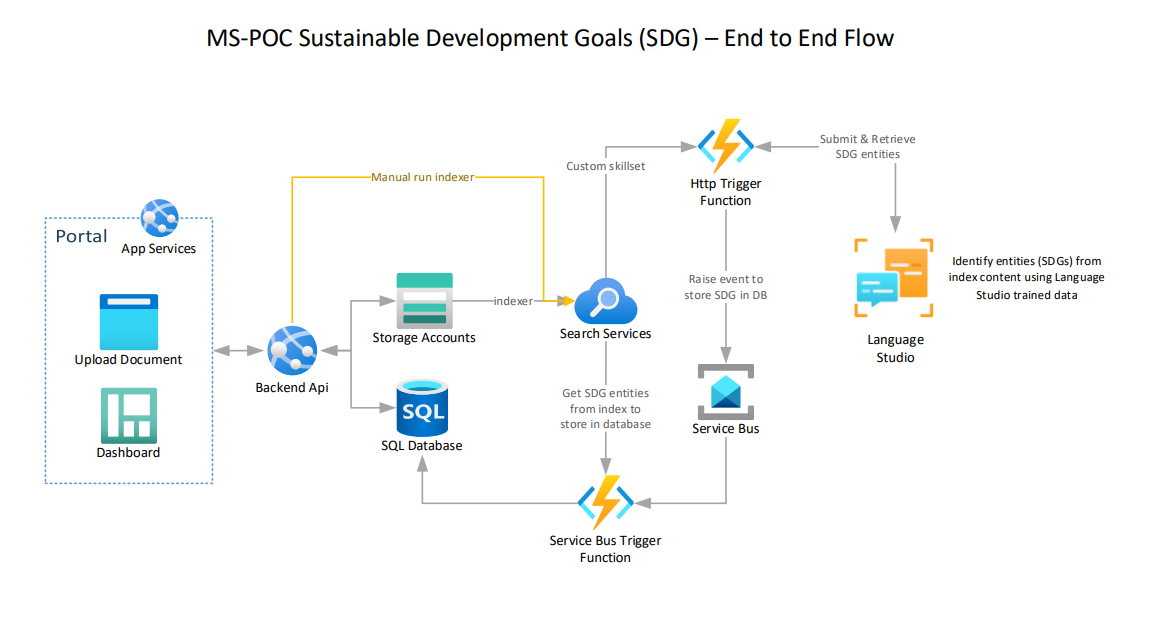 MS-POC Sustainable Development Goals (SDG) – End to End Flow
Portal
App Services
Upload Document
Dashboard
Manual run indexer
Backend Api
Storage Accounts
indexer
SQL
SQL Database
Custom skillset
Search Services
Get SDG entities
from index to
store in database
Service Bus Trigger
Function
Http Trigger
Function
Raise event to
store SDG in DB
Service Bus
Submit & Retrieve
SDG entities
Language
Studio
Identify entities (SDGs) from
index content using Language
Studio trained data